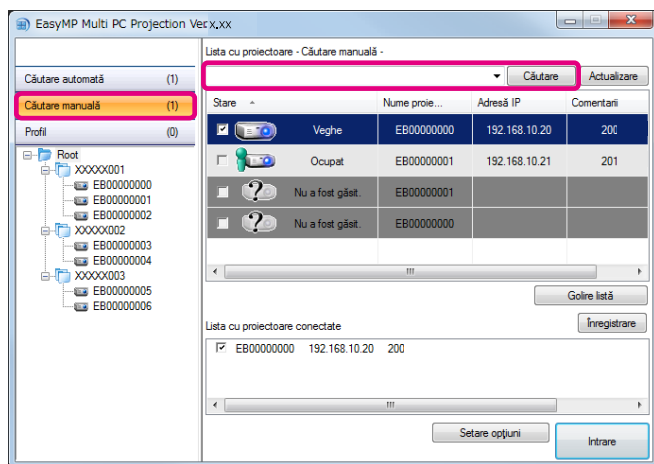 EasyMP Multi PC Projection Ver.x.xx
Lista cu proiectoare - Căutare manuală -
Căutare
Actualizare
Căutare automată (1)
Căutare manuală (1)
Profil (0)
Stare Nume proie... Adresă IP Comentarii
Veghe EB00000000 192.168.10.20 200
Ocupat EB00000001 192.168.10.21 201
Nu a fost găsit. EB00000001
Nu a fost găsit. EB00000000
Root
XXXXX001
EB00000000
EB00000001
EB00000002
XXXXX002
EB00000003
EB00000004
XXXXX003
EB00000005
EB00000006
Golire listă
Lista cu proiectoare conectate
Înregistrare
EB00000000 192.168.10.20 200
Setare opţiuni
Intrare